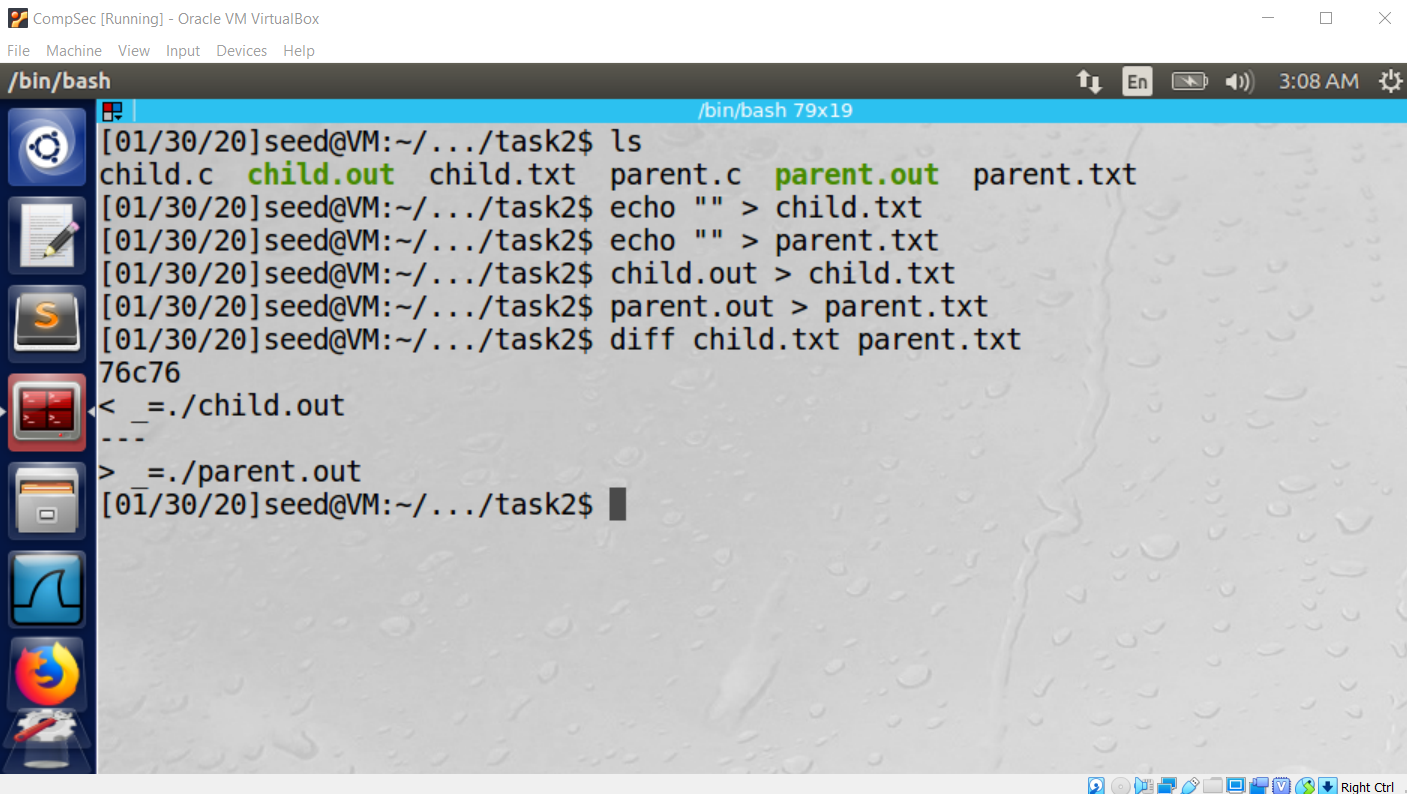 CompSec [Running] - Oracle VM VirtualBox
File Machine View Input Devices Help
/bin/bash En 3:08 AM
/bin/bash 79x19
[01/30/20]seed@VM:~/.../task2$ ls
child.c child.out child.txt parent.c parent.out parent.txt
[01/30/20]seed@VM:~/.../task2$ echo "" > child.txt
[01/30/20]seed@VM:~/.../task2$ echo "" > parent.txt
[01/30/20]seed@VM:~/.../task2$ child.out > child.txt
[01/30/20]seed@VM:~/.../task2$ parent.out > parent.txt
[01/30/20]seed@VM:~/.../task2$ diff child.txt parent.txt
76c76
< _=./child.out
---
> _=./parent.out
[01/30/20]seed@VM:~/.../task2$
Right Ctrl